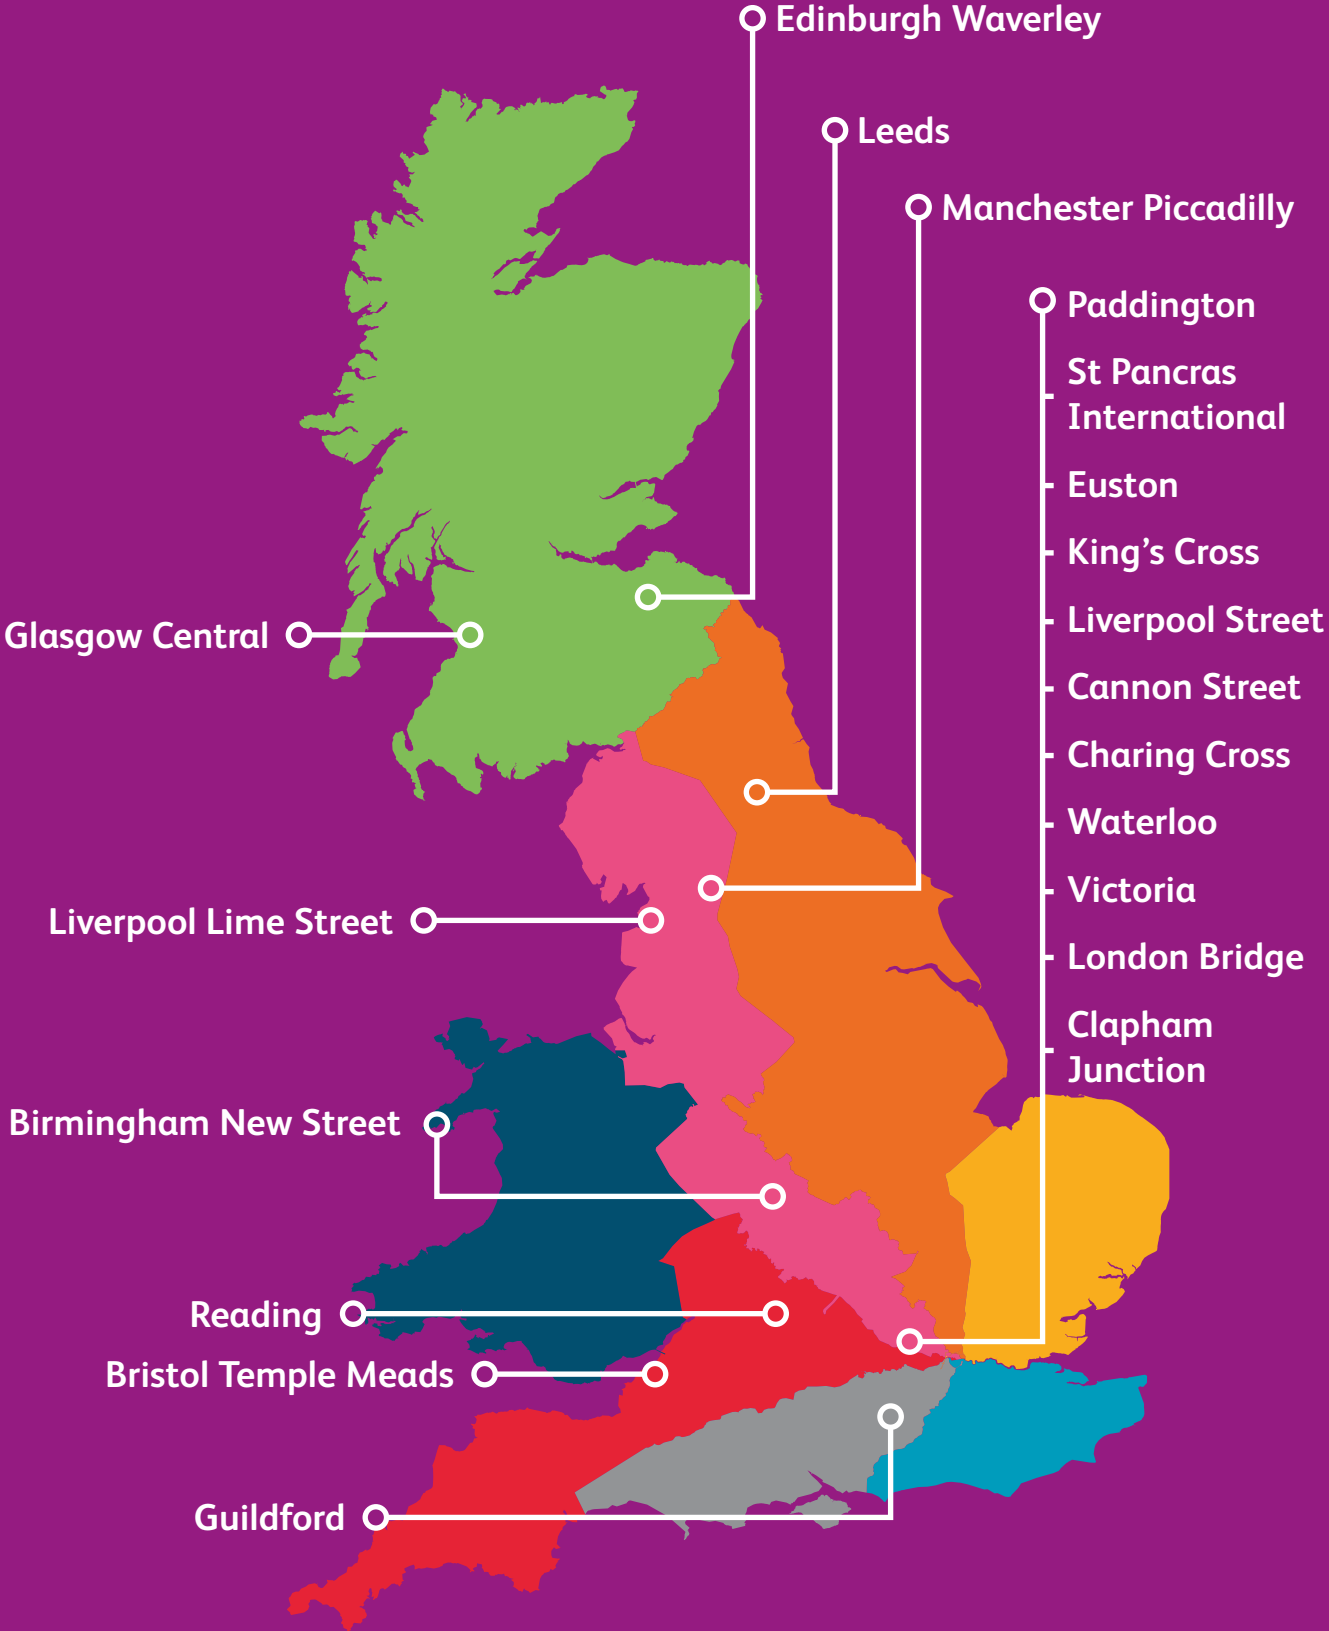 Edinburgh Waverley
Leeds
Manchester Piccadilly
Paddington
St Pancras
International
Euston
King’s Cross
Liverpool Street
Cannon Street
Charing Cross
Waterloo
Victoria
London Bridge
Clapham
Junction
Glasgow Central
Liverpool Lime Street
Birmingham New Street
Reading
Bristol Temple Meads
Guildford